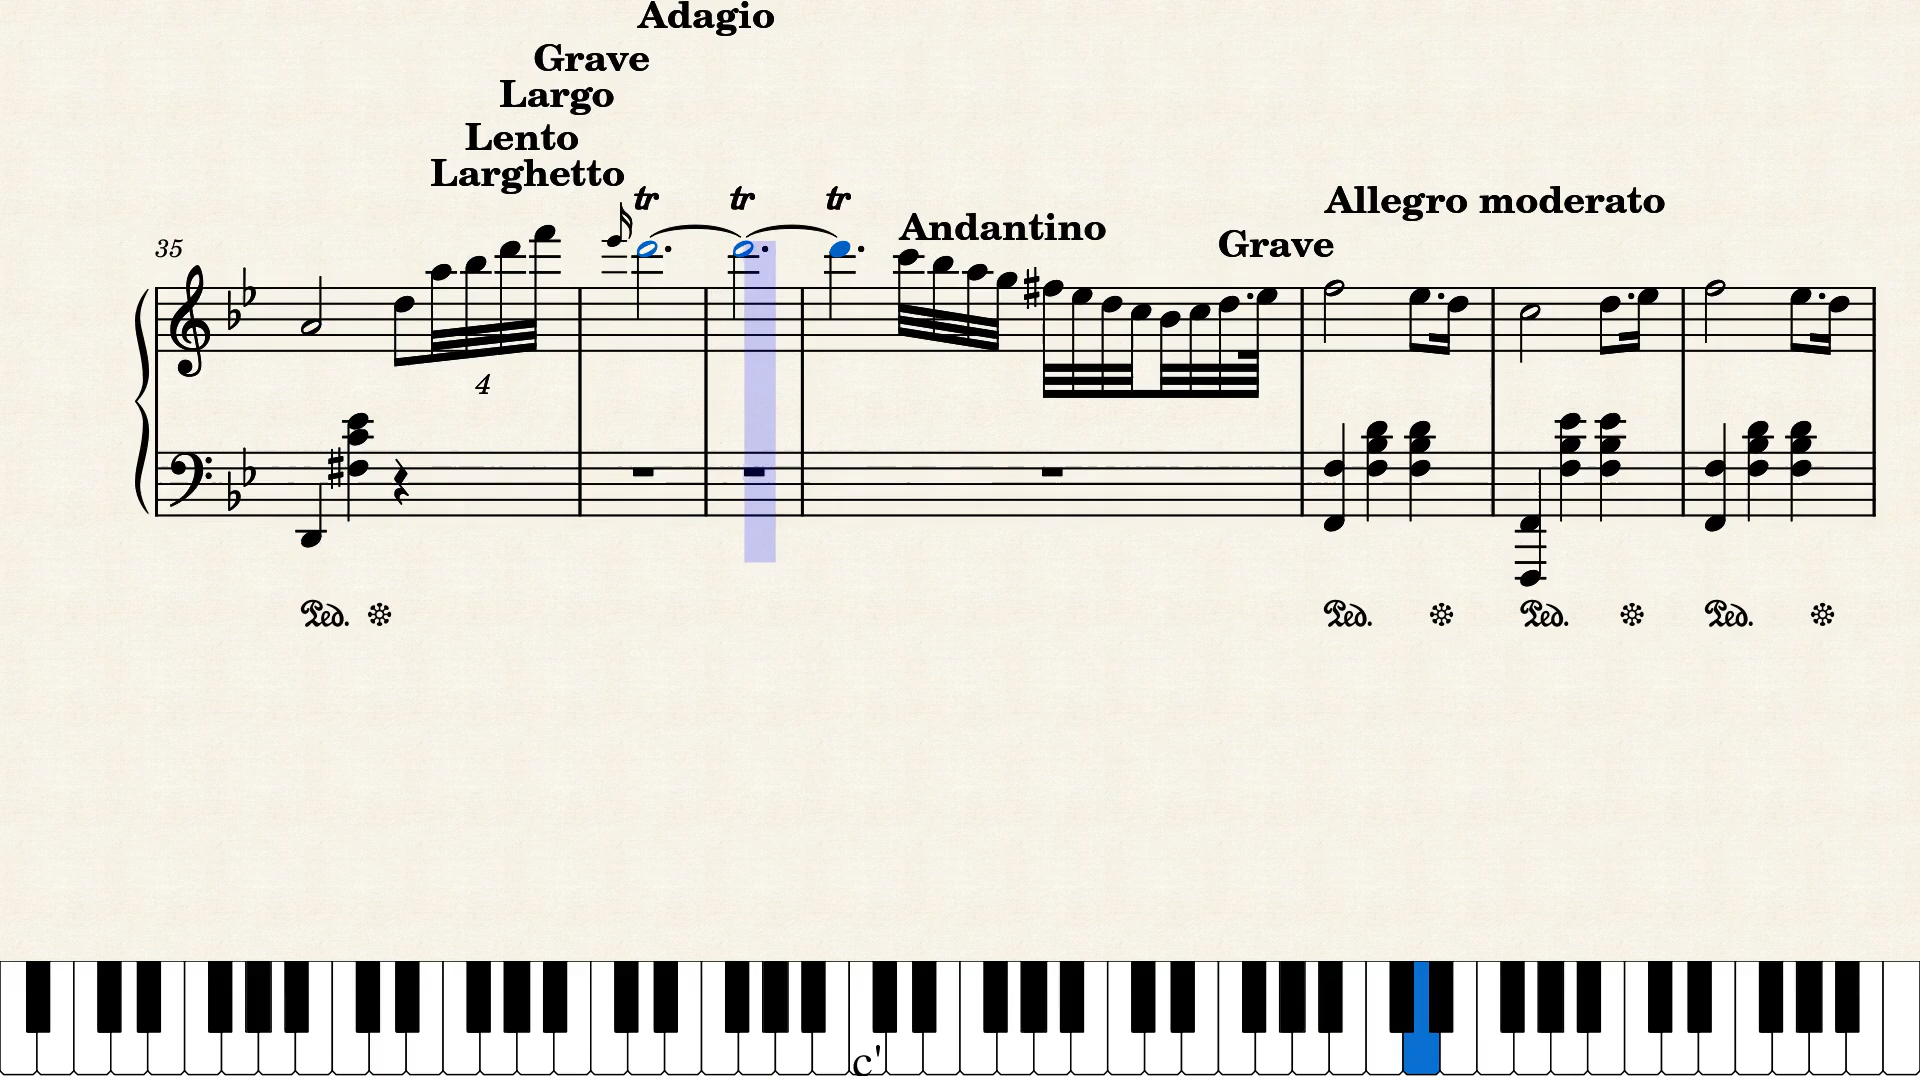 Adagio
Grave
Largo
Lento
Larghetto
tr tr tr
Andantino
Allegro moderato
Grave
35
4
Ped. Ped. Ped. Ped.
c'